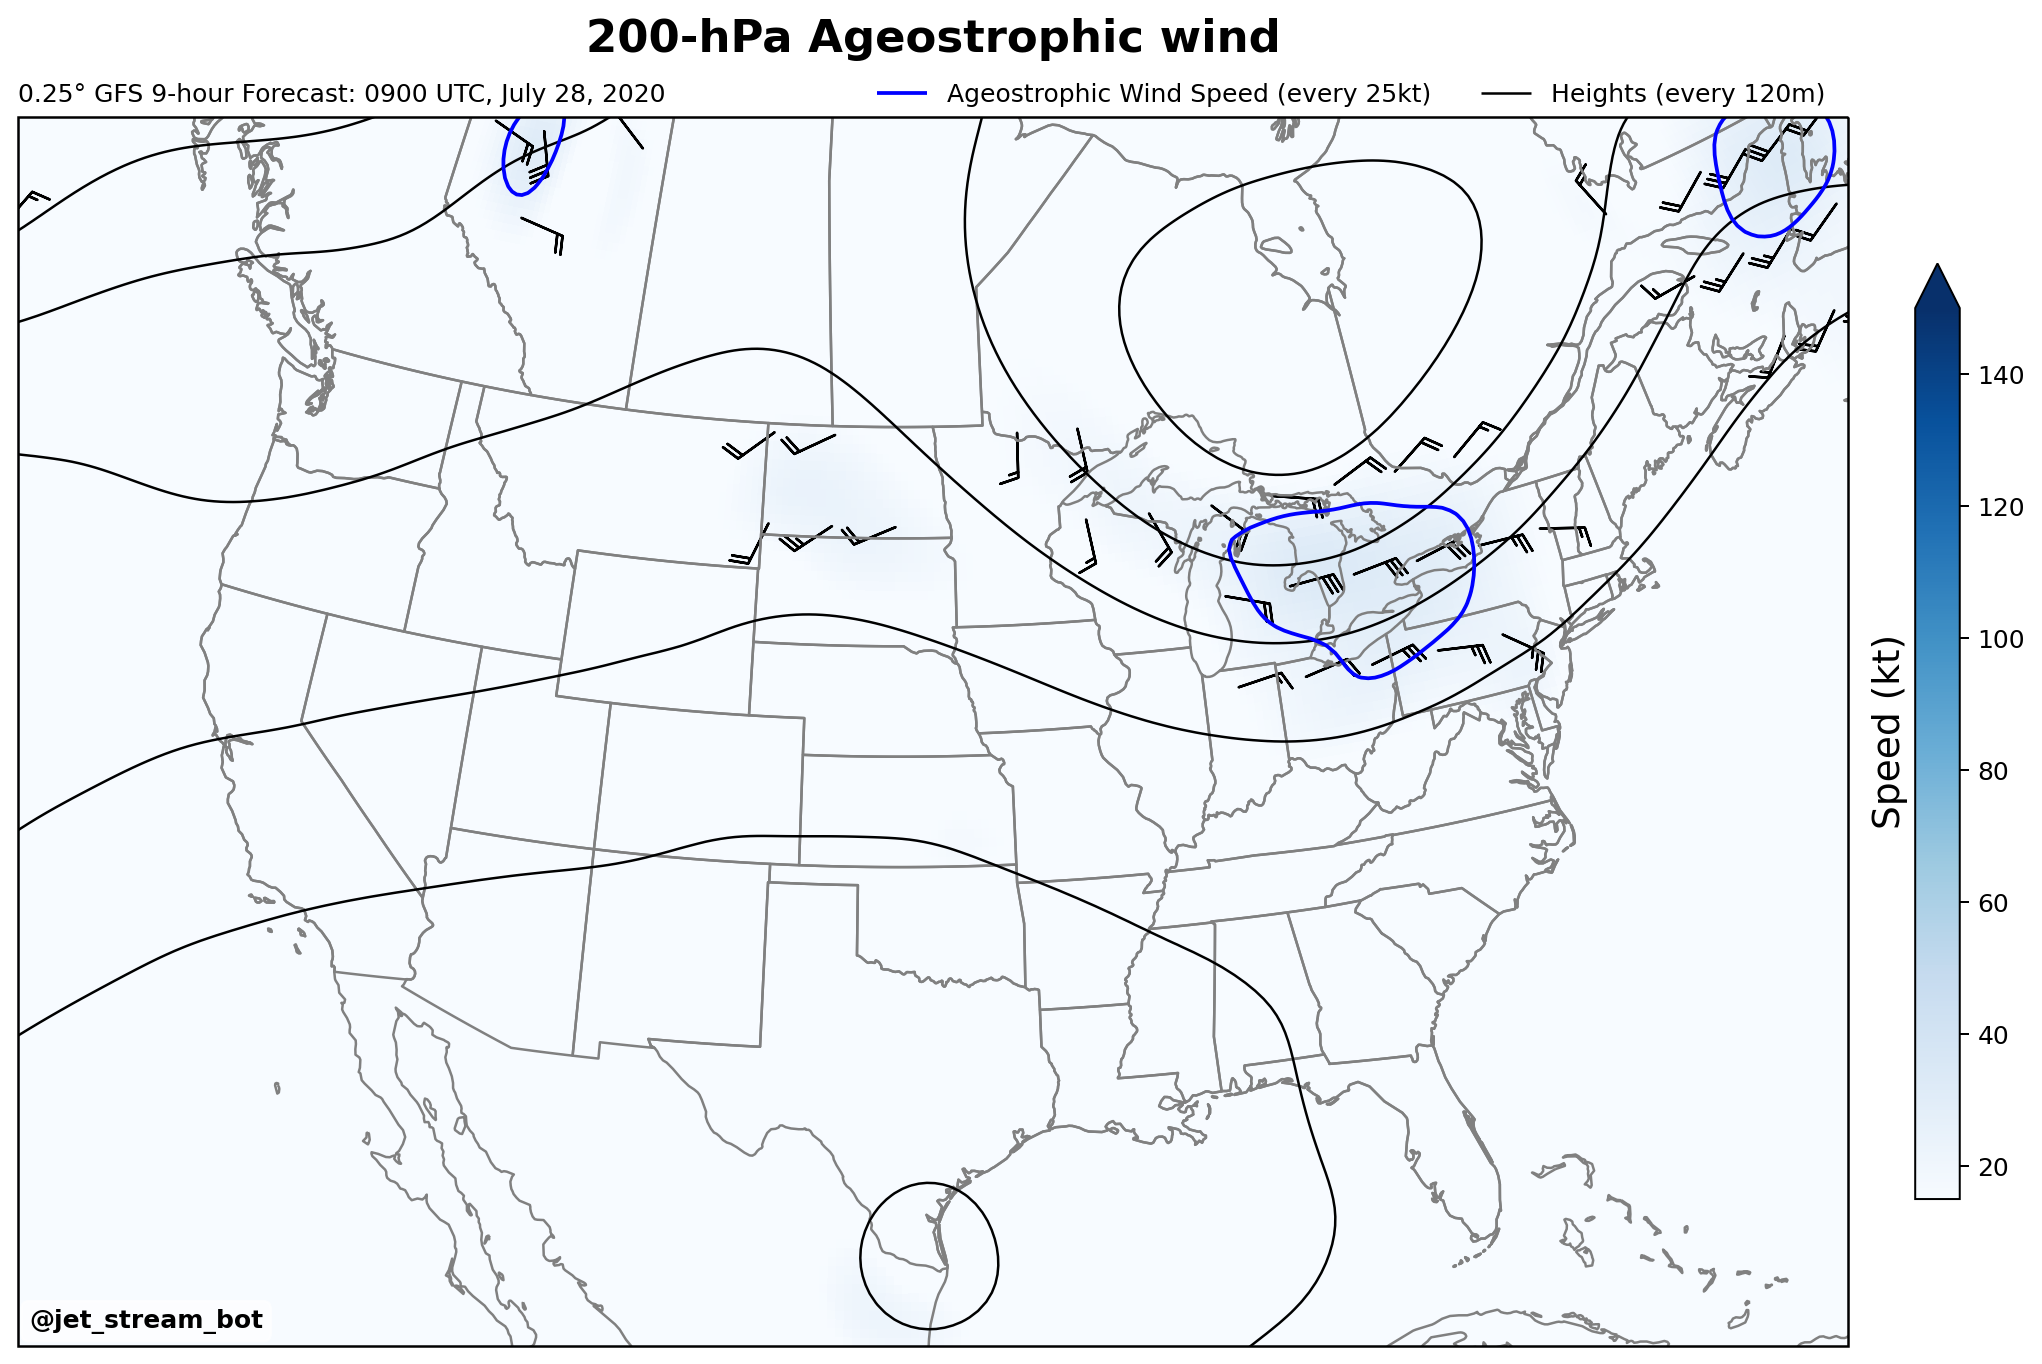 200-hPa Ageostrophic wind
0.25° GFS 9-hour Forecast: 0900 UTC, July 28, 2020
Ageostrophic Wind Speed (every 25kt)
Heights (every 120m)
140
120
100
80
60
40
20
Speed (kt)
@jet_stream_bot